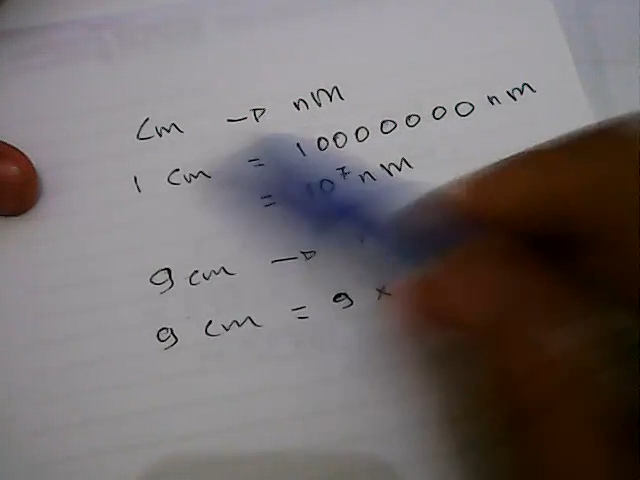 cm → nm
1 cm = 10000000 nm
= 10⁷ nm
9 cm →
9 cm = 9 ×